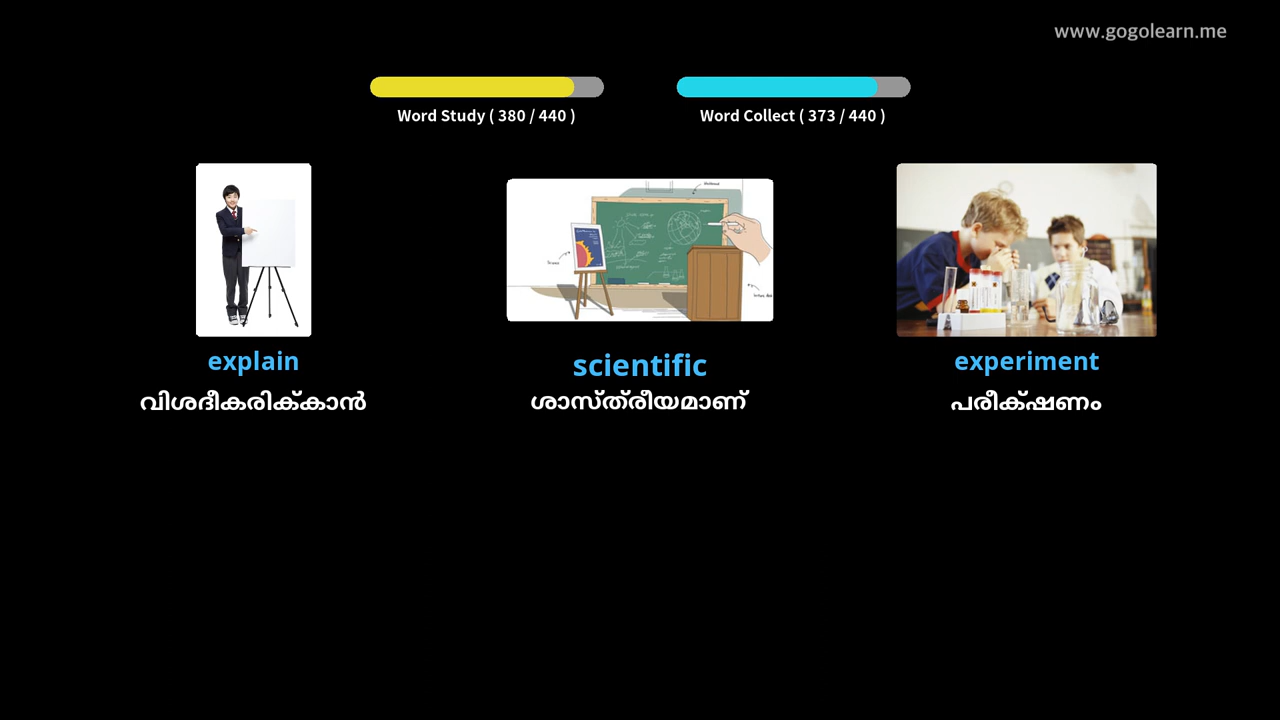 www.gogolearn.me
Word Study ( 380 / 440 )
Word Collect ( 373 / 440 )
explain
scientific
experiment
വിശദീകരിക്കാൻ
ശാസ്ത്രീയമാണ്
പരീക്ഷണം